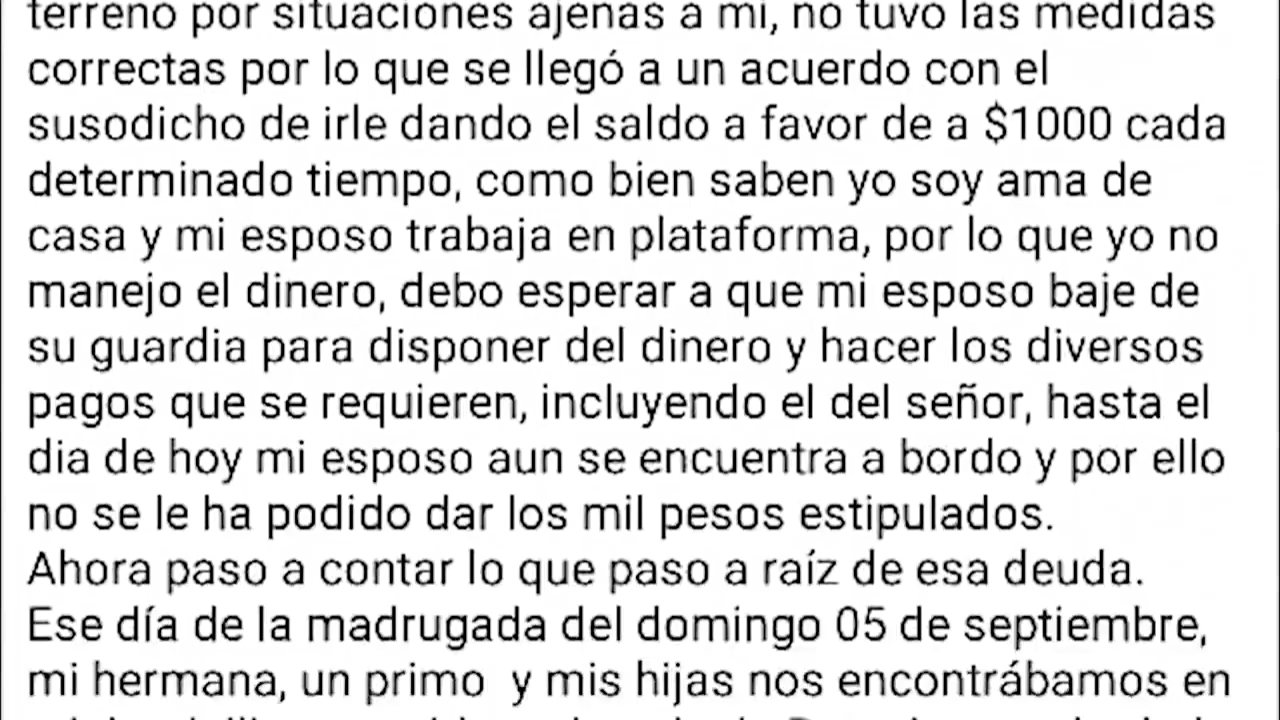 terreno por situaciones ajenas a mi, no tuvo las medidas
correctas por lo que se llegó a un acuerdo con el
susodicho de irle dando el saldo a favor de a $1000 cada
determinado tiempo, como bien saben yo soy ama de
casa y mi esposo trabaja en plataforma, por lo que yo no
manejo el dinero, debo esperar a que mi esposo baje de
su guardia para disponer del dinero y hacer los diversos
pagos que se requieren, incluyendo el del señor, hasta el
dia de hoy mi esposo aun se encuentra a bordo y por ello
no se le ha podido dar los mil pesos estipulados.
Ahora paso a contar lo que paso a raíz de esa deuda.
Ese día de la madrugada del domingo 05 de septiembre,
mi hermana, un primo  y mis hijas nos encontrábamos en